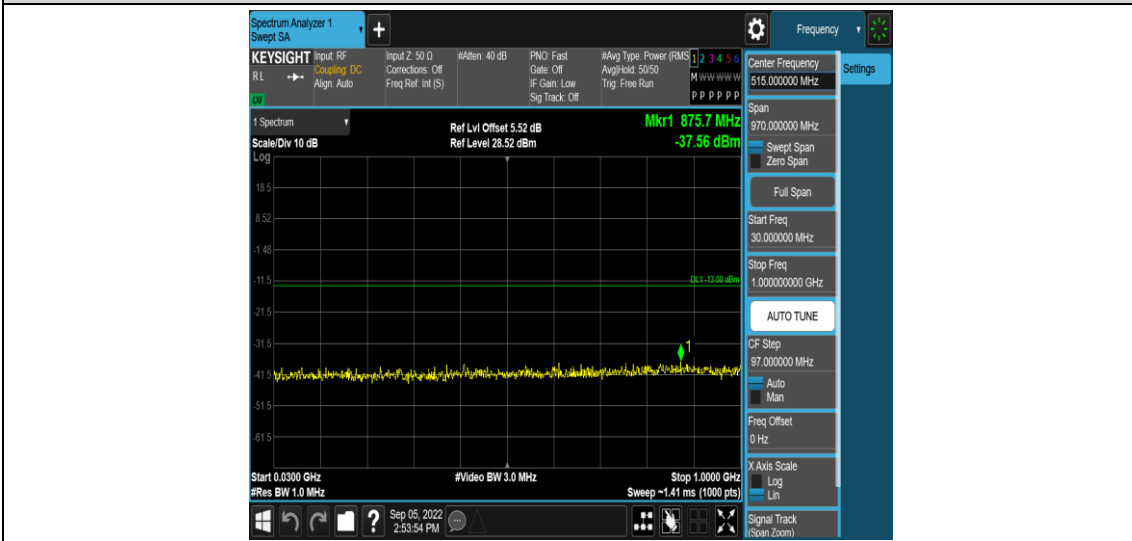 Spectrum Analyzer 1
Swept SA
+
Frequency
KEYSIGHT
RL
LXI
Input: RF
Coupling: DC
Align: Auto
Input Z: 50 Ω
Corrections: Off
Freq Ref: Int (S)
#Atten: 40 dB
PNO: Fast
Gate: Off
IF Gain: Low
Sig Track: Off
#Avg Type: Power (RMS
Avg|Hold: 50/50
Trig: Free Run
1 2 3 4 5 6
M W W W W W
P P P P P P
1 Spectrum
Scale/Div 10 dB
Log
Ref Lvl Offset 5.52 dB
Ref Level 28.52 dBm
Mkr1 875.7 MHz
-37.56 dBm
18.5
8.52
-1.48
-11.5
-21.5
-31.5
-41.5
-51.5
-61.5
DL1 -13.00 dBm
1
Start 0.0300 GHz
#Res BW 1.0 MHz
#Video BW 3.0 MHz
Stop 1.0000 GHz
Sweep ~1.41 ms (1000 pts)
?
Sep 05, 2022
2:53:54 PM
Center Frequency
515.000000 MHz
Settings
Span
970.000000 MHz
Swept Span
Zero Span
Full Span
Start Freq
30.000000 MHz
Stop Freq
1.000000000 GHz
AUTO TUNE
CF Step
97.000000 MHz
Auto
Man
Freq Offset
0 Hz
X Axis Scale
Log
Lin
Signal Track
(Span Zoom)